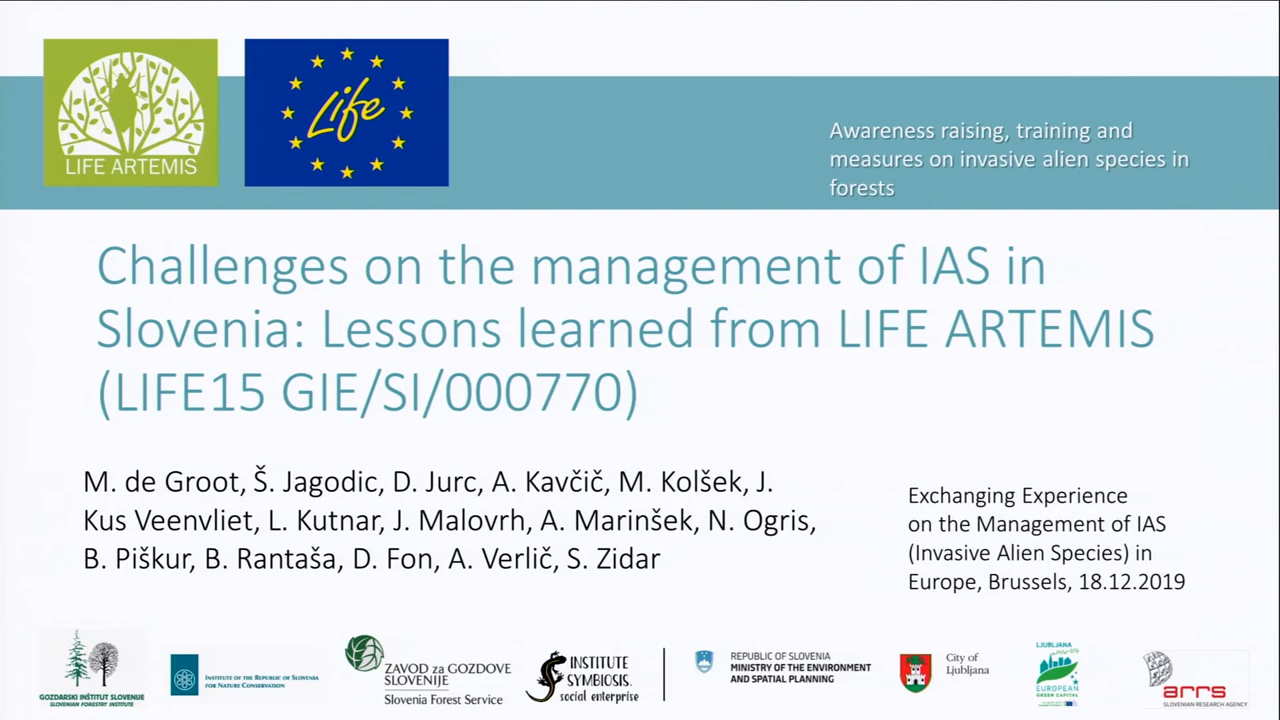 LIFE ARTEMIS
Life
Awareness raising, training and
measures on invasive alien species in
forests
Challenges on the management of IAS in
Slovenia: Lessons learned from LIFE ARTEMIS
(LIFE15 GIE/SI/000770)
M. de Groot, Š. Jagodic, D. Jurc, A. Kavčič, M. Kolšek, J.
Kus Veenvliet, L. Kutnar, J. Malovrh, A. Marinšek, N. Ogris,
B. Piškur, B. Rantaša, D. Fon, A. Verlič, S. Zidar
Exchanging Experience
on the Management of IAS
(Invasive Alien Species) in
Europe, Brussels, 18.12.2019
GOZDARSKI INŠTITUT SLOVENIJE
SLOVENIAN FORESTRY INSTITUTE
INSTITUTE OF THE REPUBLIC OF SLOVENIA
FOR NATURE CONSERVATION
ZAVOD za GOZDOVE
SLOVENIJE
Slovenia Forest Service
INSTITUTE
SYMBIOSIS,
social enterprise
REPUBLIC OF SLOVENIA
MINISTRY OF THE ENVIRONMENT
AND SPATIAL PLANNING
City of
Ljubljana
LJUBLJANA
EUROPEAN
GREEN CAPITAL
arrs
SLOVENIAN RESEARCH AGENCY